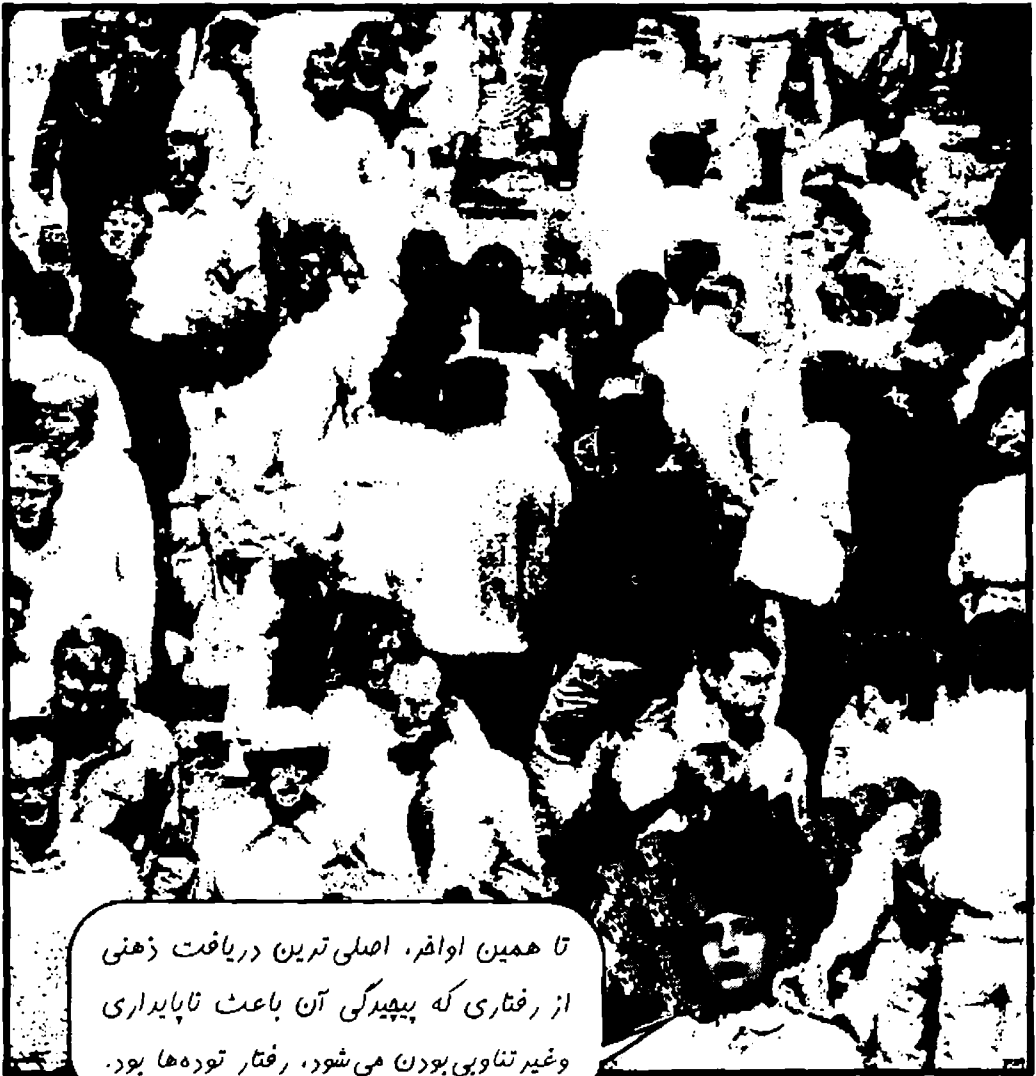 تا همین اواخر، اصلی‌ترین دریافت ذهنی
از رفتاری که پیچیدگی آن باعث ناپایداری
وغیرتناوبی‌بودن می‌شود، رفتار توده‌ها بود.